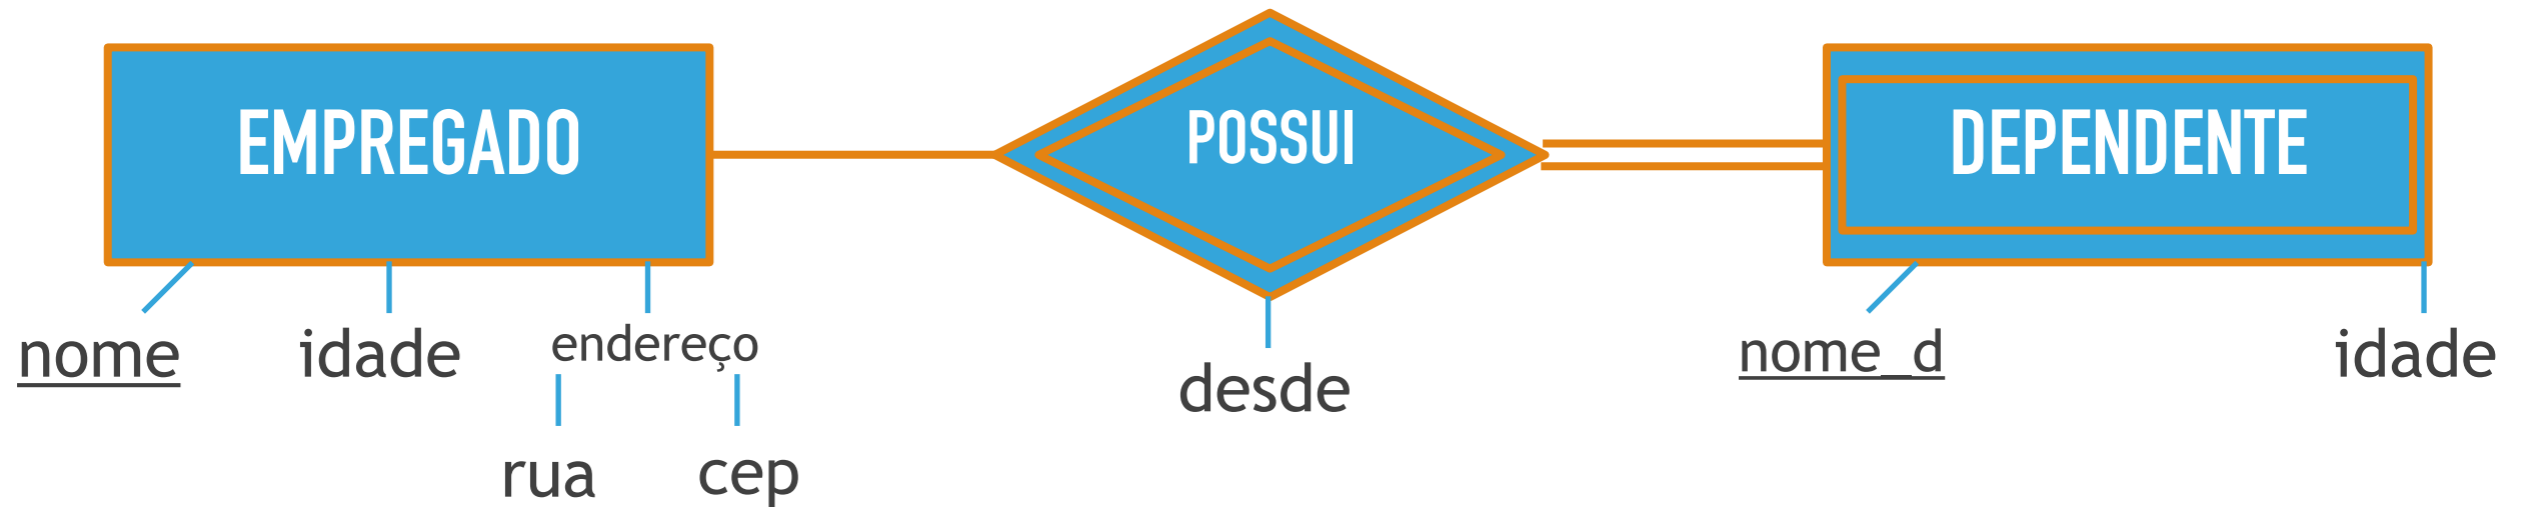 EMPREGADO
POSSUI
DEPENDENTE
nome
idade
endereço
rua
cep
desde
nome_d
idade